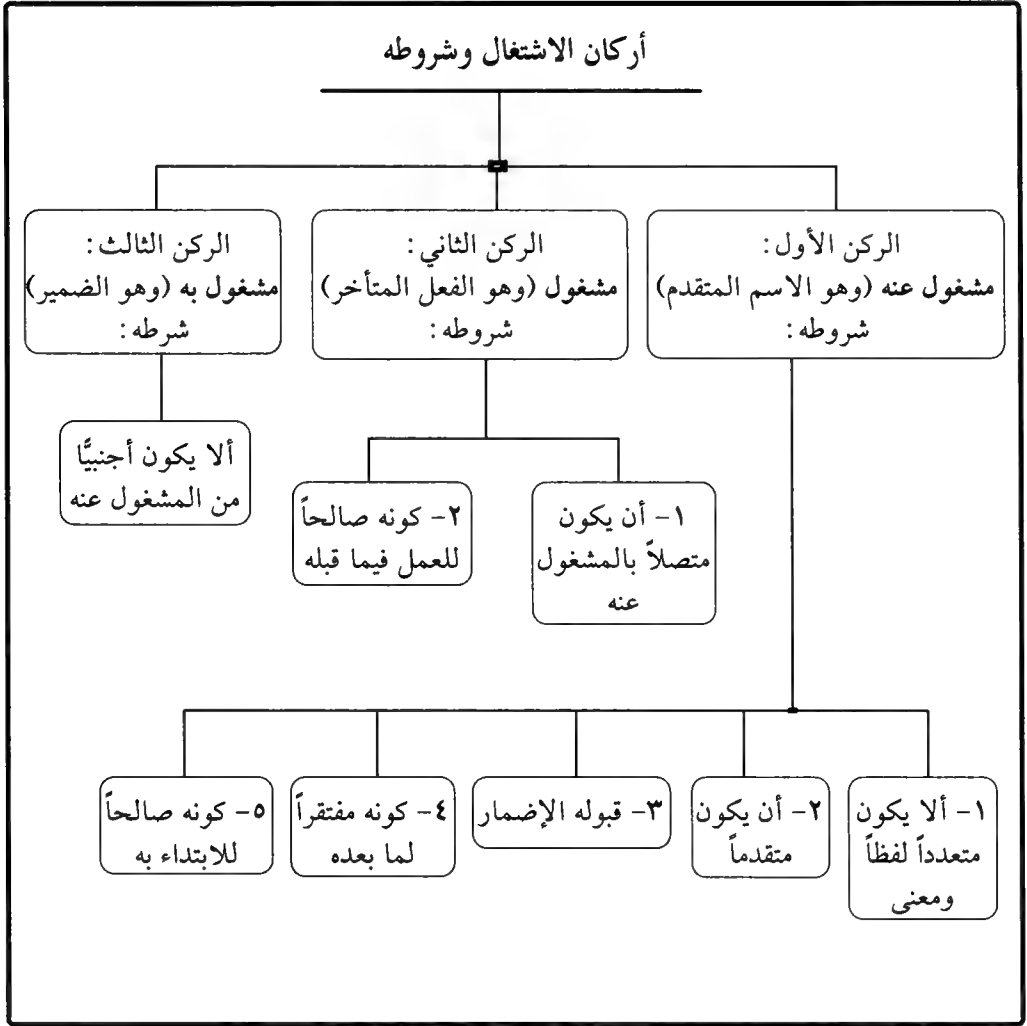 أركان الاشتغال وشروطه
الركن الأول:
مشغول عنه (وهو الاسم المتقدم)
شروطه:
الركن الثاني:
مشغول (وهو الفعل المتأخر)
شروطه:
الركن الثالث:
مشغول به (وهو الضمير)
شرطه:
١- أن يكون
متصلاً بالمشغول
عنه
٢- كونه صالحاً
للعمل فيما قبله
ألا يكون أجنبيًّا
من المشغول عنه
١- ألا يكون
متعدداً لفظاً
ومعنى
٢- أن يكون
متقدماً
٣- قبوله الإضمار
٤- كونه مفتقراً
لما بعده
٥- كونه صالحاً
للابتداء به